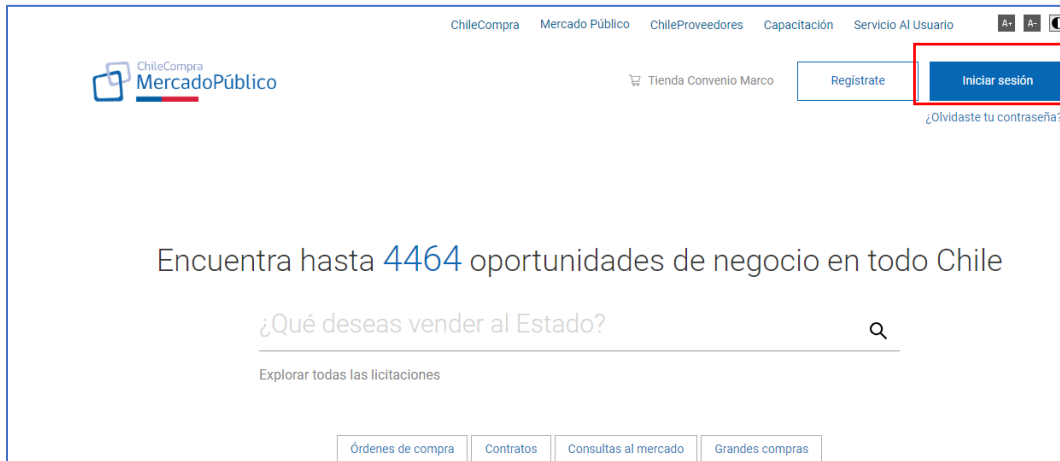 ChileCompra Mercado Público ChileProveedores Capacitación Servicio Al Usuario A+ A-
ChileCompra
MercadoPúblico
Tienda Convenio Marco Regístrate Iniciar sesión
¿Olvidaste tu contraseña?
Encuentra hasta 4464 oportunidades de negocio en todo Chile
¿Qué deseas vender al Estado?
Explorar todas las licitaciones
Órdenes de compra Contratos Consultas al mercado Grandes compras